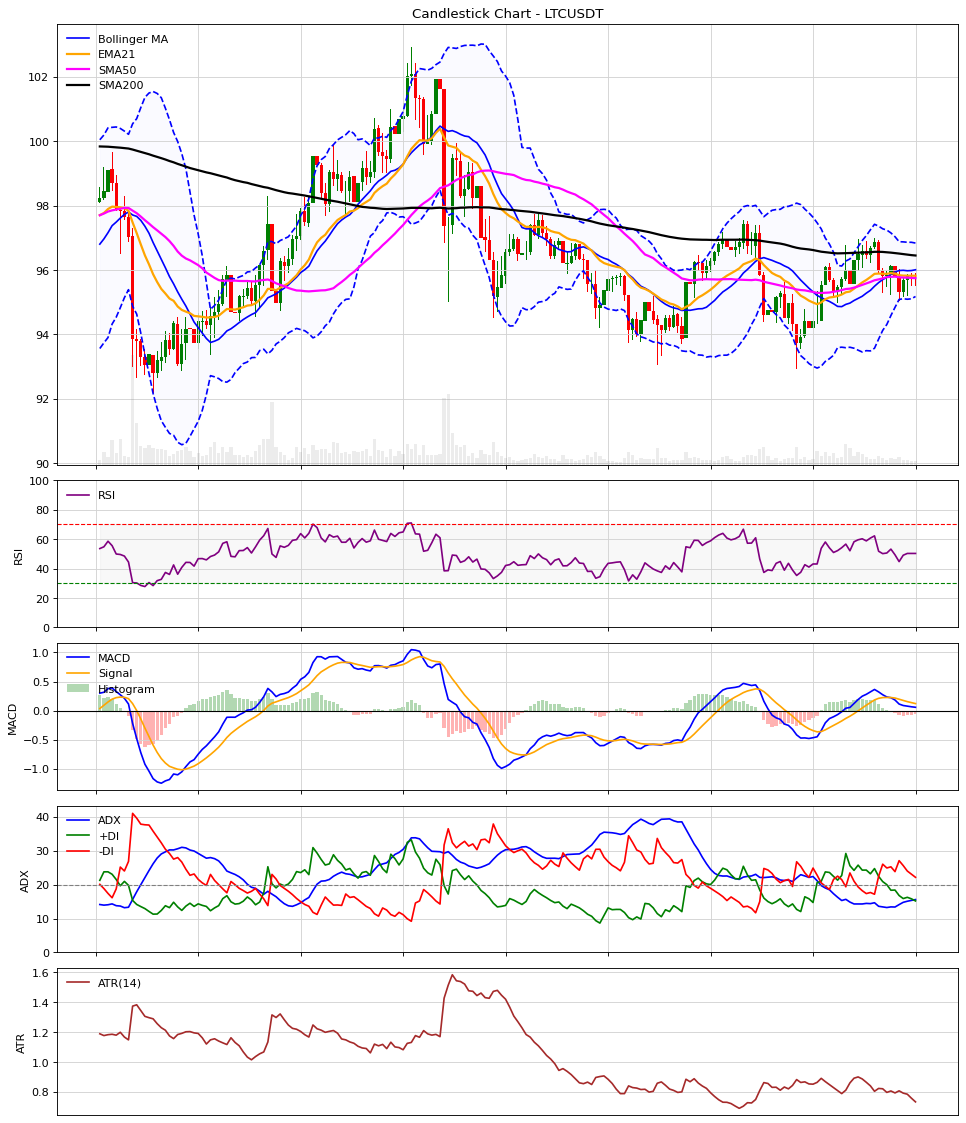 Candlestick Chart - LTCUSDT
Bollinger MA
EMA21
SMA50
SMA200
102
100
98
96
94
92
90
RSI
RSI
100
80
60
40
20
0
MACD
Signal
Histogram
MACD
1.0
0.5
0.0
−0.5
−1.0
ADX
+DI
-DI
ADX
40
30
20
10
0
ATR(14)
ATR
1.6
1.4
1.2
1.0
0.8